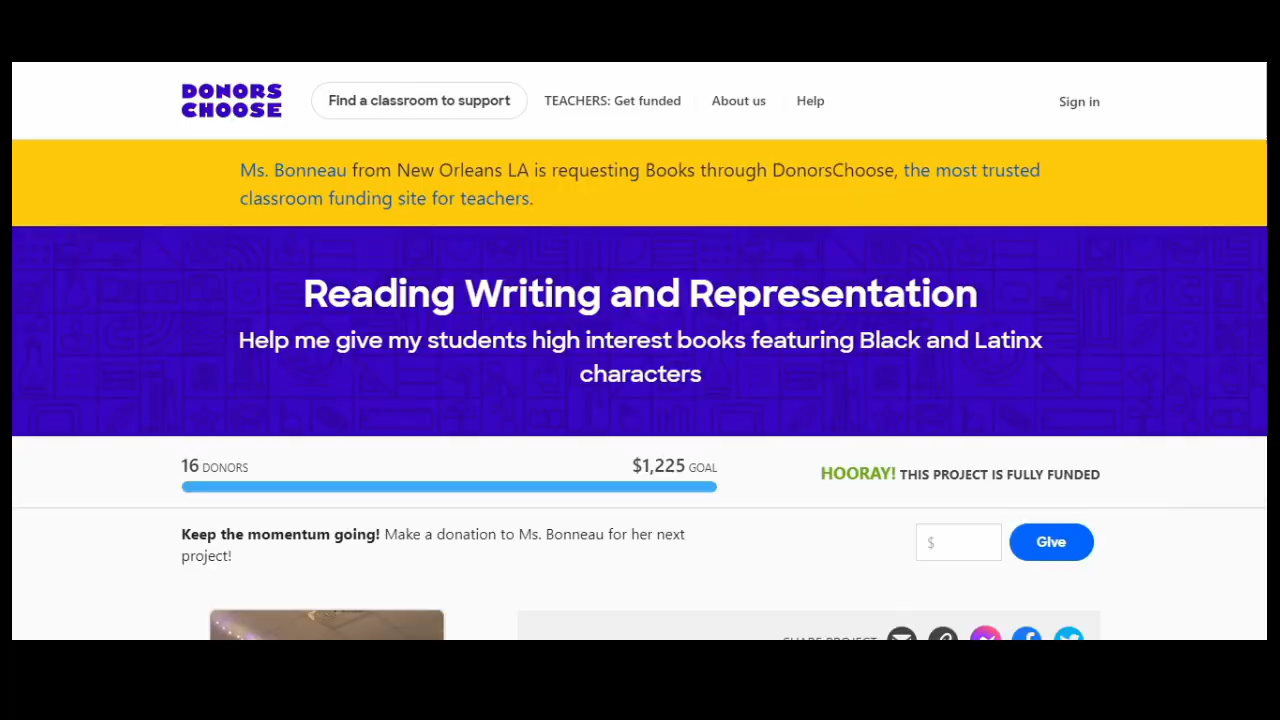 DONORS
CHOOSE
Find a classroom to support
TEACHERS: Get funded
About us
Help
Sign in
Ms. Bonneau from New Orleans LA is requesting Books through DonorsChoose, the most trusted
classroom funding site for teachers.
Reading Writing and Representation
Help me give my students high interest books featuring Black and Latinx
characters
16 DONORS
$1,225 GOAL
HOORAY! THIS PROJECT IS FULLY FUNDED
Keep the momentum going! Make a donation to Ms. Bonneau for her next
project!
$
Give
SHARE PROJECT